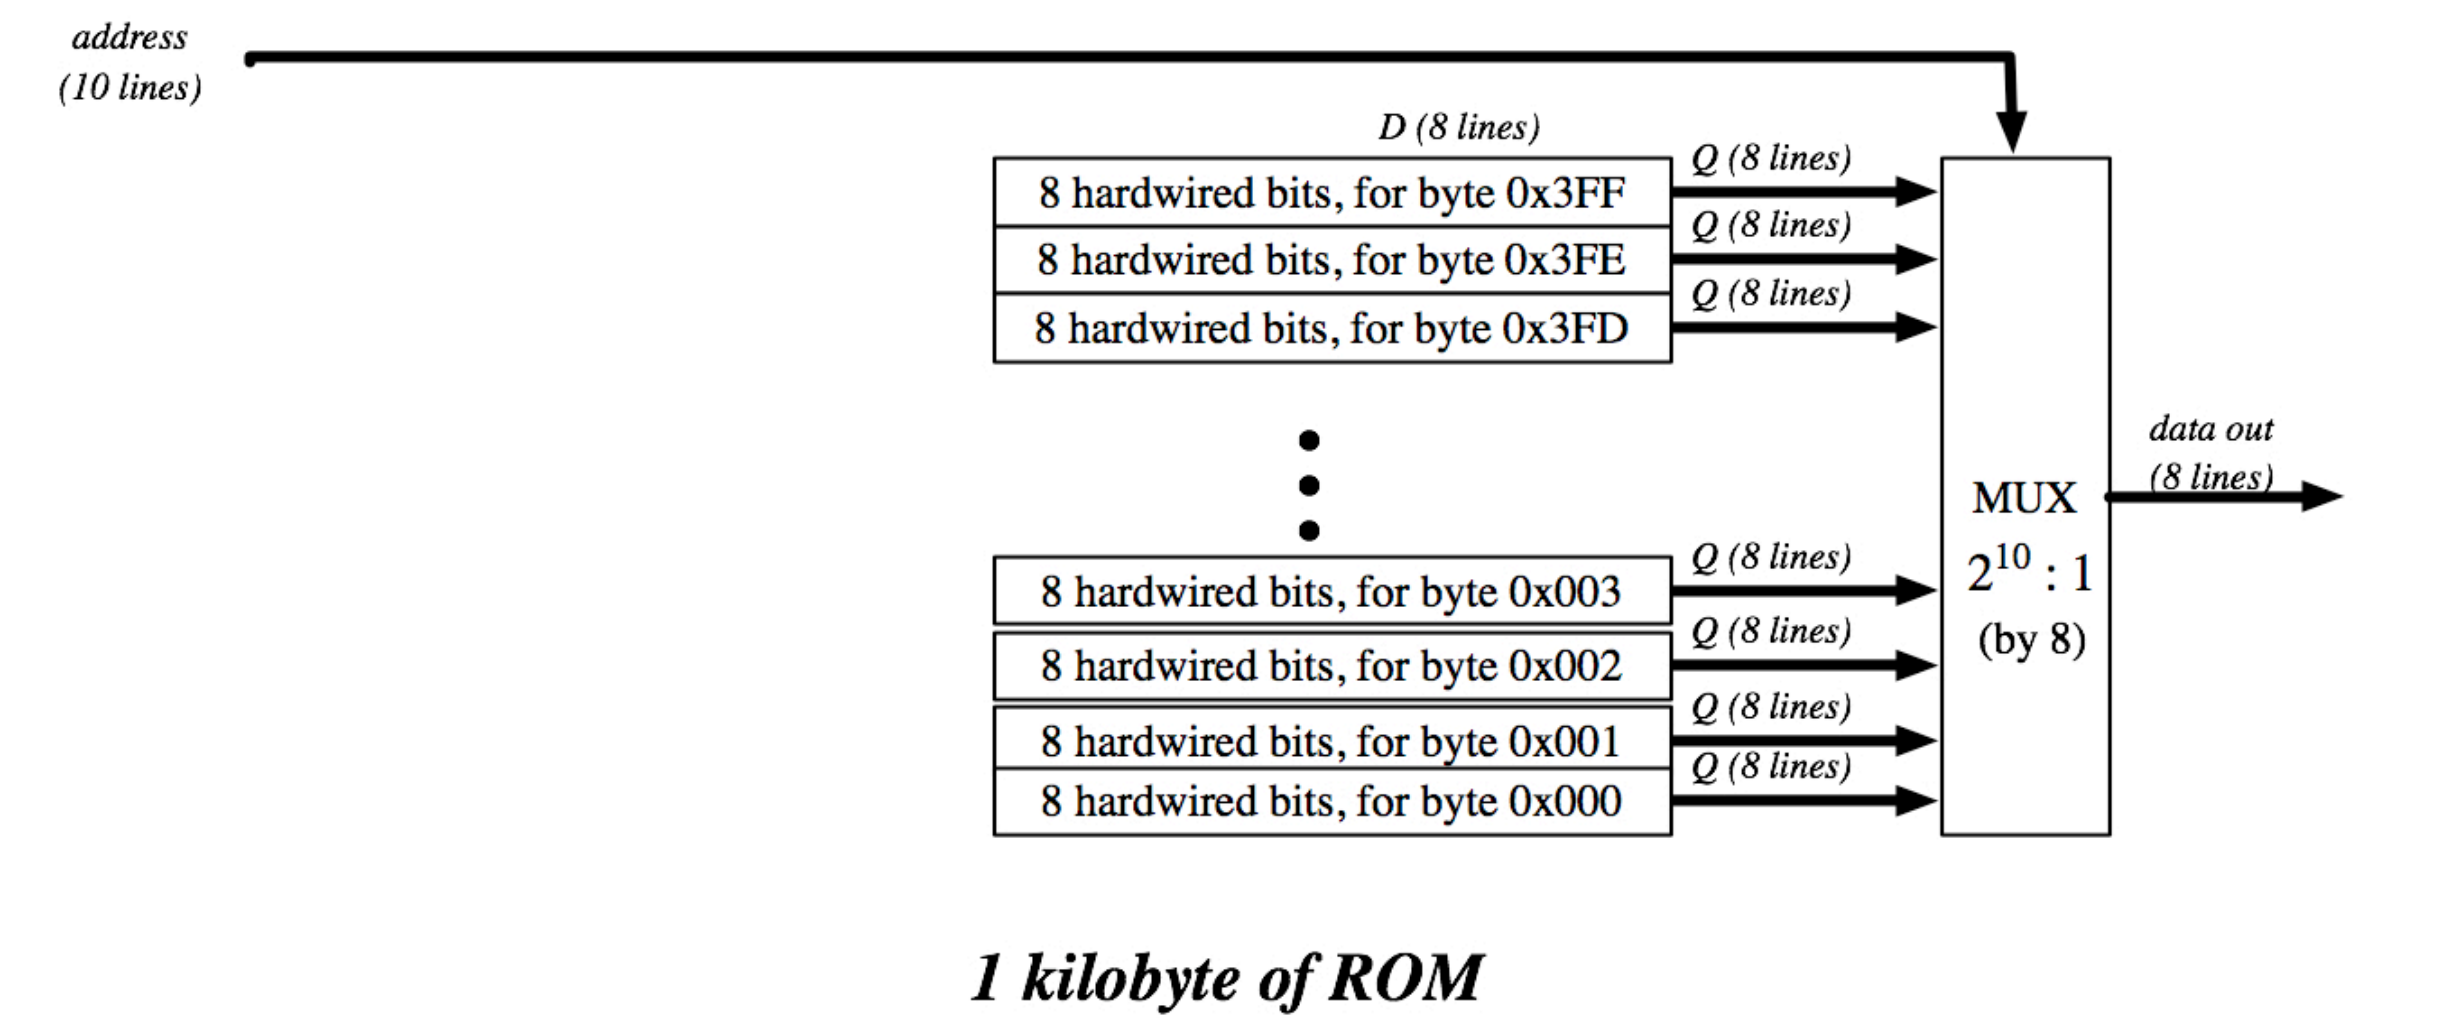 address
(10 lines)
D (8 lines)
8 hardwired bits, for byte 0x3FF
Q (8 lines)
8 hardwired bits, for byte 0x3FE
Q (8 lines)
8 hardwired bits, for byte 0x3FD
Q (8 lines)
data out
(8 lines)
MUX
2¹⁰ : 1
(by 8)
8 hardwired bits, for byte 0x003
Q (8 lines)
8 hardwired bits, for byte 0x002
Q (8 lines)
8 hardwired bits, for byte 0x001
Q (8 lines)
8 hardwired bits, for byte 0x000
Q (8 lines)
1 kilobyte of ROM